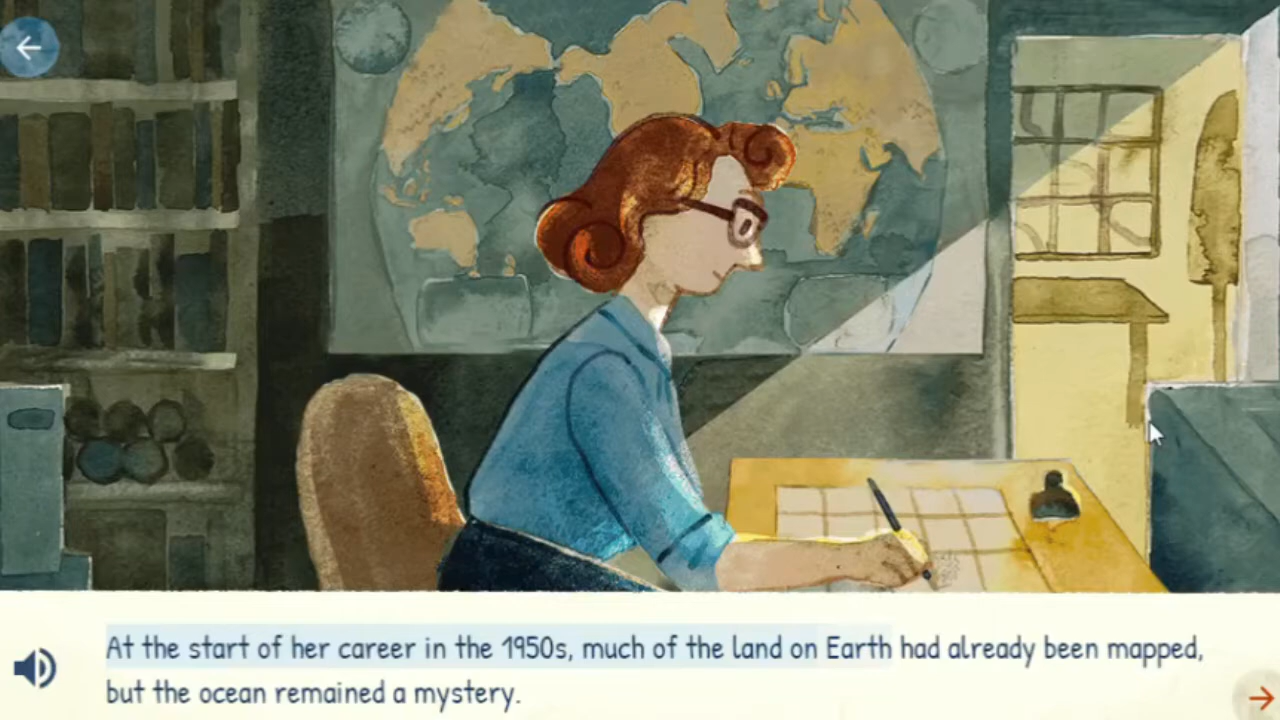 At the start of her career in the 1950s, much of the land on Earth had already been mapped,
but the ocean remained a mystery.